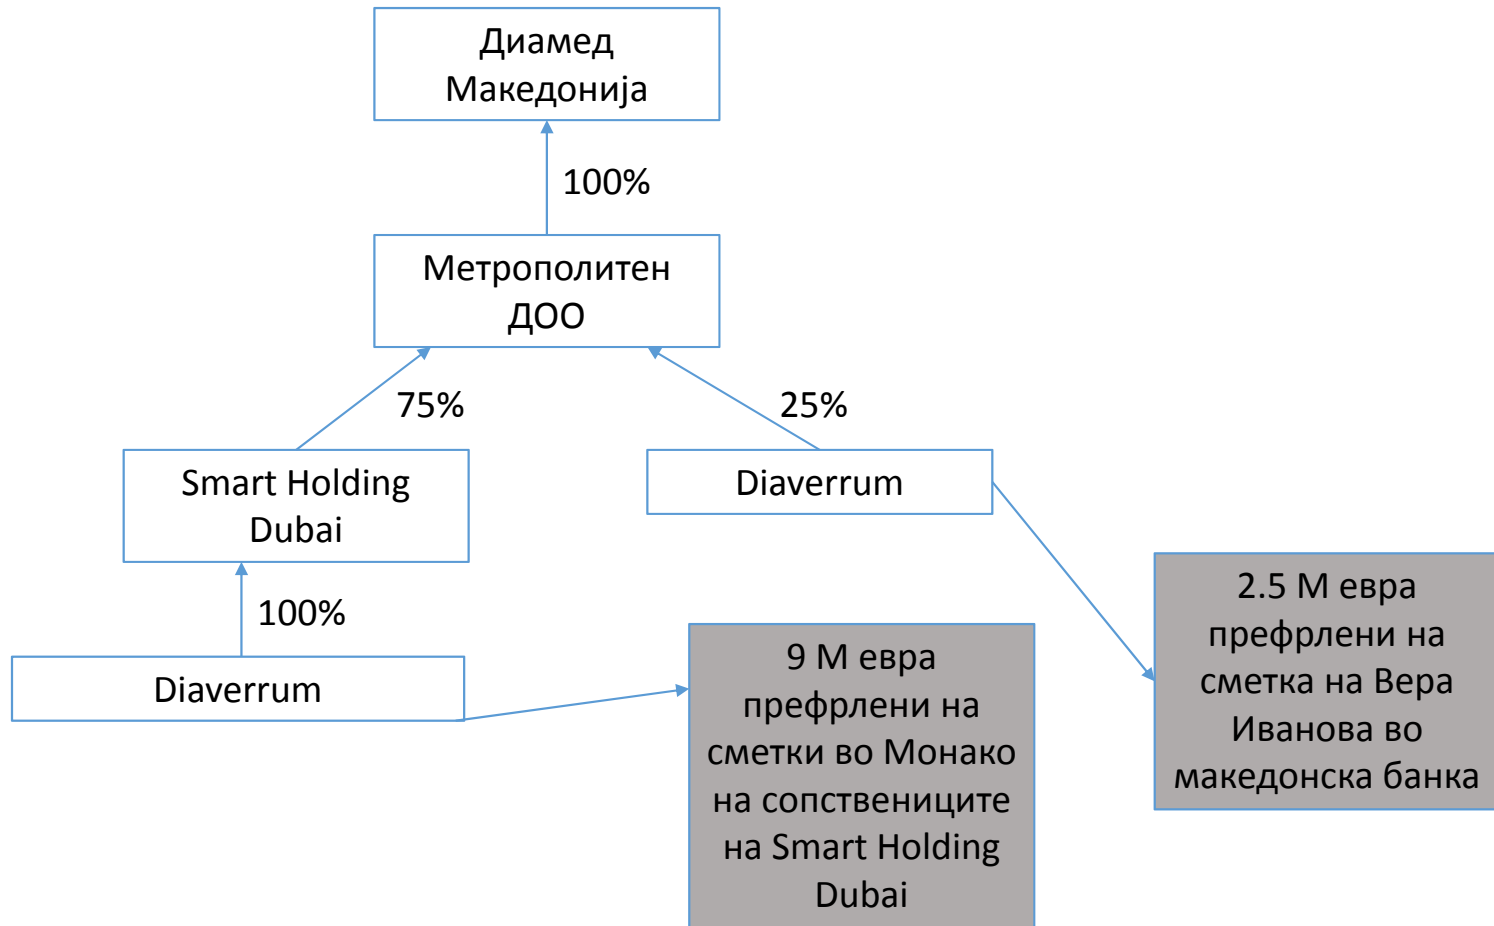 Диамед
Македонија
100%
Метрополитен
ДОО
75%
25%
Smart Holding
Dubai
Diaverrum
100%
Diaverrum
9 М евра
префрлени на
сметки во Монако
на сопствениците
на Smart Holding
Dubai
2.5 М евра
префрлени на
сметка на Вера
Иванова во
македонска банка